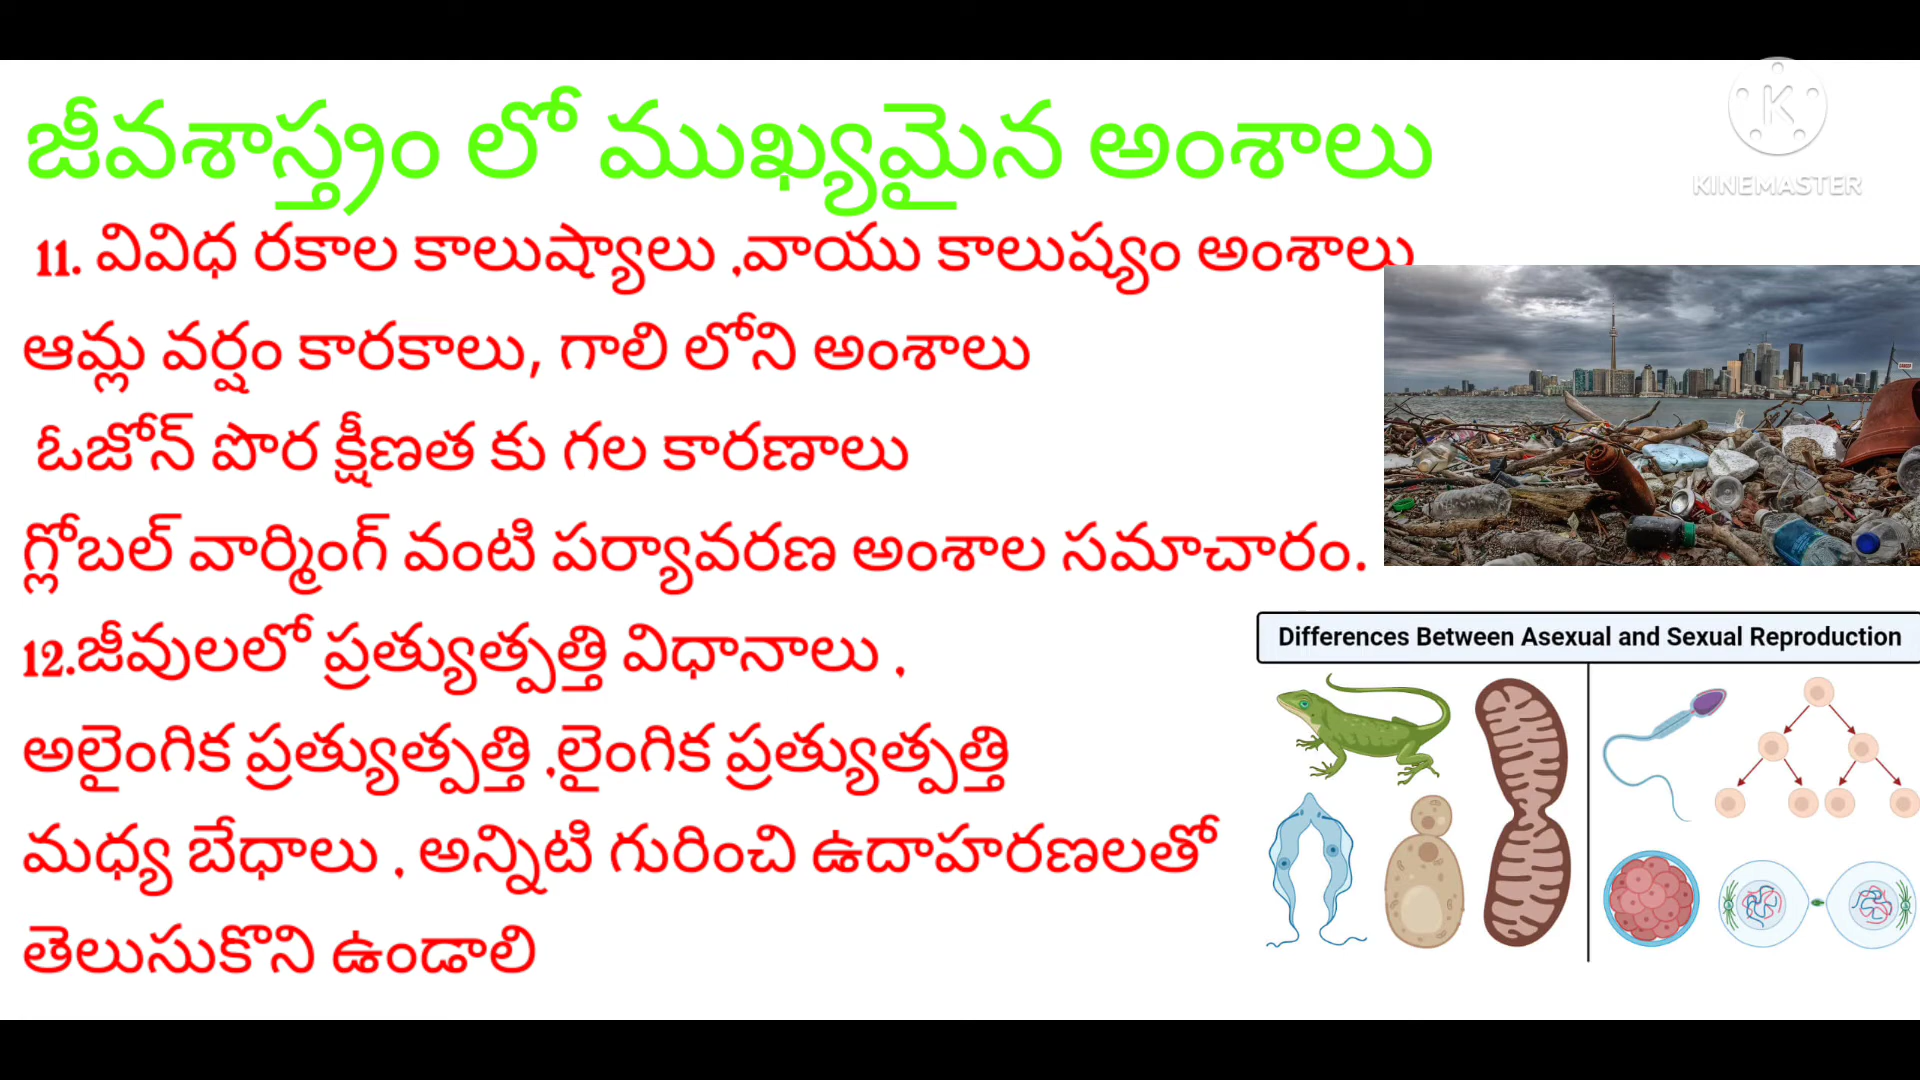 జీవశాస్త్రం లో ముఖ్యమైన అంశాలు
KINEMASTER
11. వివిధ రకాల కాలుష్యాలు ,వాయు కాలుష్యం అంశాలు
ఆమ్ల వర్షం కారకాలు, గాలి లోని అంశాలు
ఓజోన్ పొర క్షీణత కు గల కారణాలు
గ్లోబల్ వార్మింగ్ వంటి పర్యావరణ అంశాల సమాచారం.
12.జీవులలో ప్రత్యుత్పత్తి విధానాలు ,
అలైంగిక ప్రత్యుత్పత్తి ,లైంగిక ప్రత్యుత్పత్తి
మధ్య బేధాలు , అన్నిటి గురించి ఉదాహరణలతో
తెలుసుకొని ఉండాలి
Differences Between Asexual and Sexual Reproduction